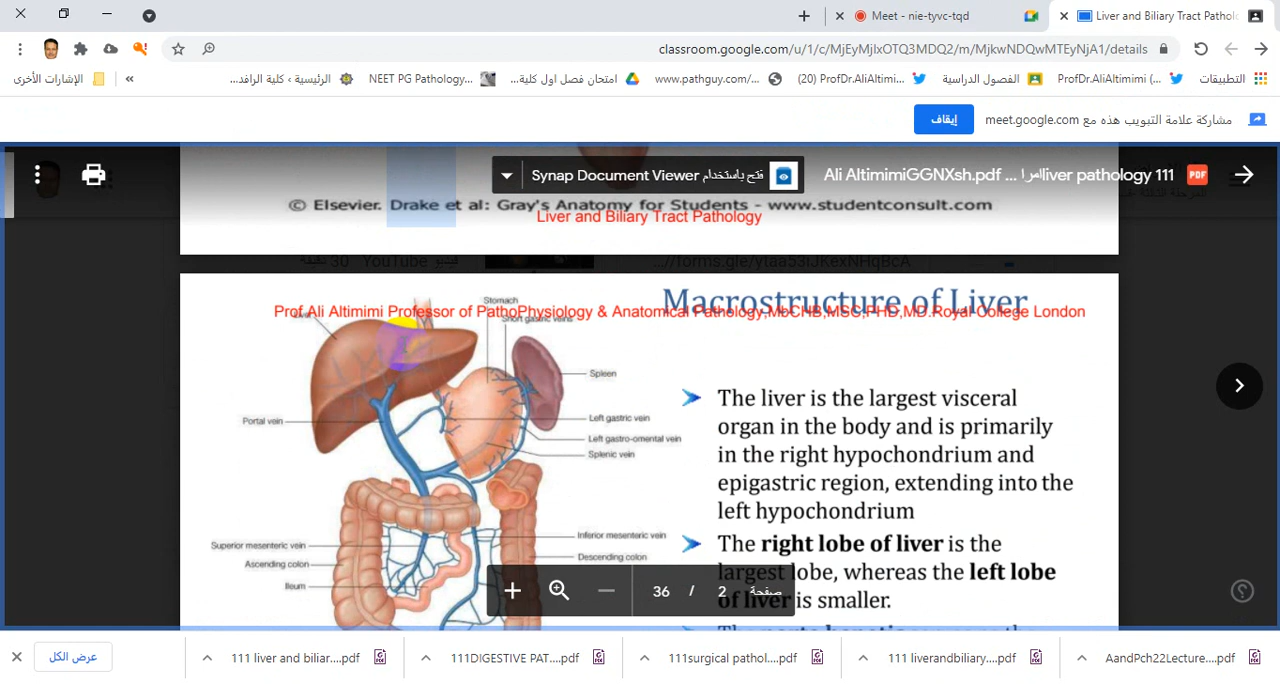 Meet - nie-tyvc-tqd
Liver and Biliary Tract Pathol
classroom.google.com/u/1/c/MjEyMjIxOTQ3MDQ2/m/MjkwNDQwMTEyNjA1/details
التطبيقات
ProfDr.AliAltimimi (...
الفصول الدراسية
(20) ProfDr.AliAltimi...
www.pathguy.com/...
امتحان فصل اول كلية...
NEET PG Pathology...
الرئيسية › كلية الرافد...
«
الإشارات الأخرى
مشاركة علامة التبويب هذه مع meet.google.com
إيقاف
liver pathology 111
Ali AltimimiGGNXsh.pdf ...
PDF
فتح باستخدام Synap Document Viewer
© Elsevier. Drake et al: Gray's Anatomy for Students - www.studentconsult.com
Liver and Biliary Tract Pathology
YouTube 30 دقيقة
Macrostructure of Liver
Prof.Ali Altimimi Professor of PathoPhysiology & Anatomical Pathology,MbCHB,MSC,PHD,MD.Royal College London
Stomach
Short gastric veins
Spleen
Portal vein
Left gastric vein
Left gastro-omental vein
Splenic vein
Superior mesenteric vein
Inferior mesenteric vein
Ascending colon
Descending colon
Ileum
The liver is the largest visceral
organ in the body and is primarily
in the right hypochondrium and
epigastric region, extending into the
left hypochondrium
The right lobe of liver is the
largest lobe, whereas the left lobe
of liver is smaller.
صفحة 2 / 36
عرض الكل
111 liver and biliar....pdf
111DIGESTIVE PAT....pdf
111surgical pathol....pdf
111 liverandbiliary....pdf
AandPch22Lecture....pdf